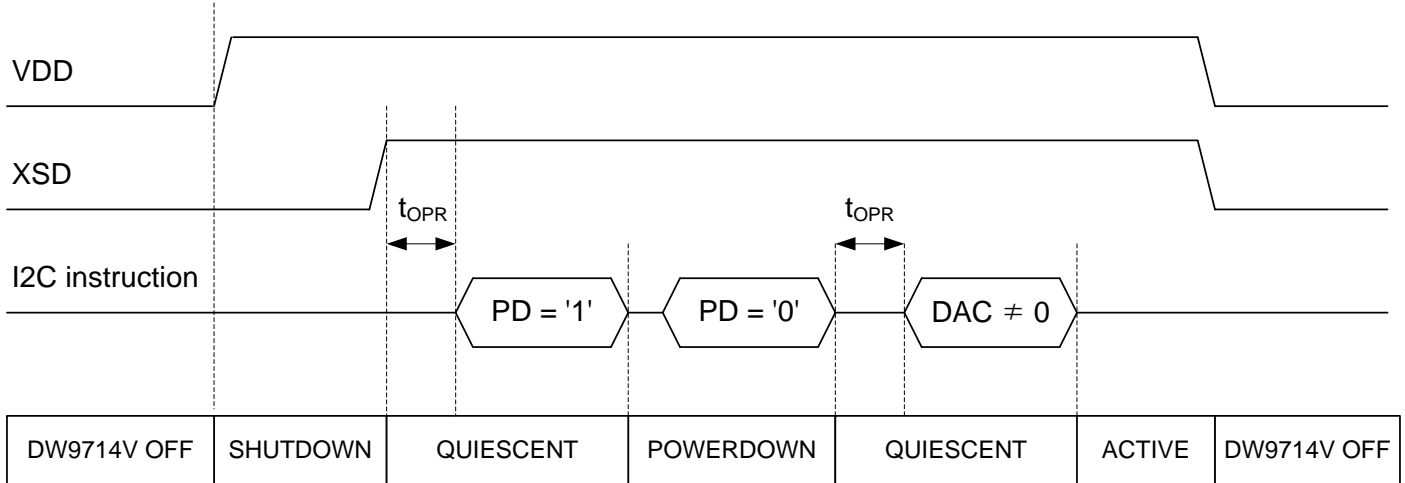 VDD
XSD
tOPR tOPR
I2C instruction
PD = '1' PD = '0' DAC ≠ 0
DW9714V OFF SHUTDOWN QUIESCENT POWERDOWN QUIESCENT ACTIVE DW9714V OFF